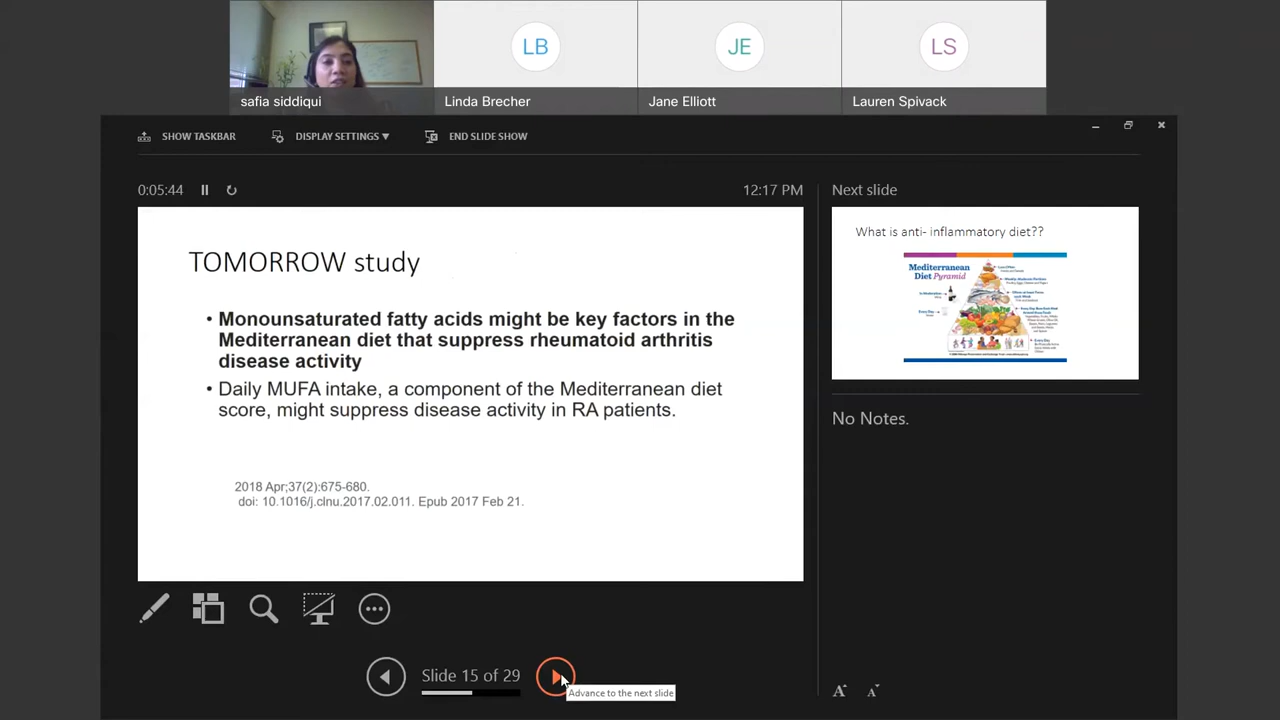 LB
JE
LS
safia siddiqui
Linda Brecher
Jane Elliott
Lauren Spivack
SHOW TASKBAR
DISPLAY SETTINGS
END SLIDE SHOW
0:05:44
12:17 PM
TOMORROW study
• Monounsaturated fatty acids might be key factors in the
Mediterranean diet that suppress rheumatoid arthritis
disease activity
• Daily MUFA intake, a component of the Mediterranean diet
score, might suppress disease activity in RA patients.
2018 Apr;37(2):675-680.
doi: 10.1016/j.clnu.2017.02.011. Epub 2017 Feb 21.
Next slide
What is anti- inflammatory diet??
Mediterranean
Diet Pyramid
No Notes.
Slide 15 of 29
Advance to the next slide
A
A